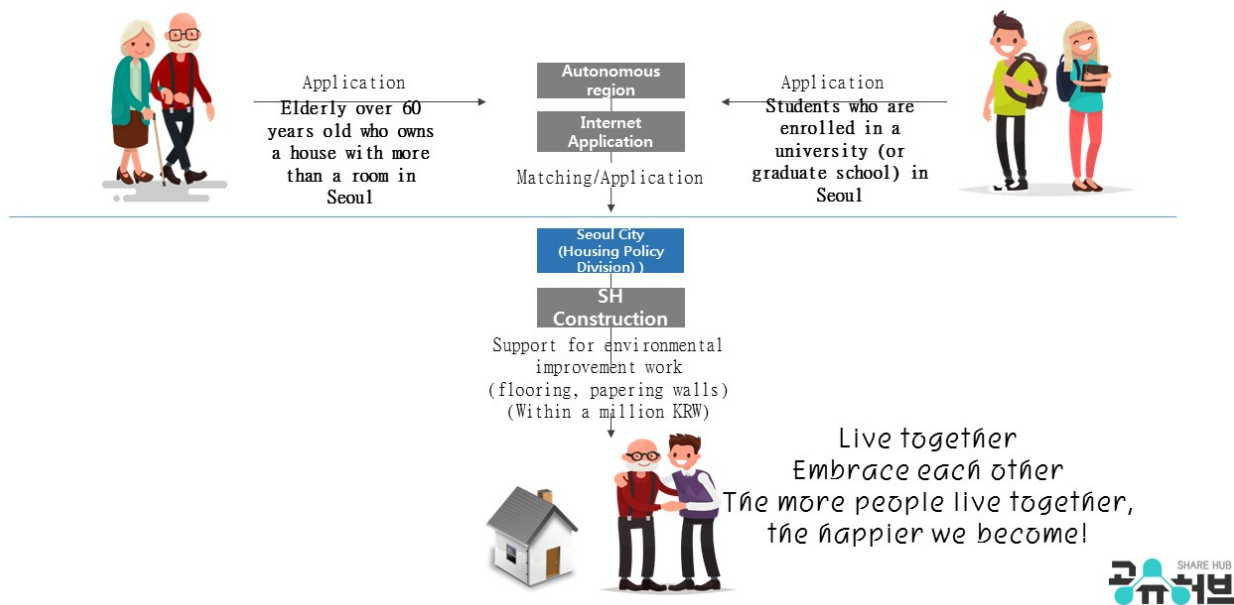 Application
Elderly over 60
years old who owns
a house with more
than a room in
Seoul
Autonomous
region
Internet
Application
Matching/Application
Application
Students who are
enrolled in a
university (or
graduate school) in
Seoul
Seoul City
(Housing Policy
Division) )
SH
Construction
Support for environmental
improvement work
(flooring, papering walls)
(Within a million KRW)
Live together
Embrace each other
The more people live together,
the happier we become!
SHARE HUB
공유허브